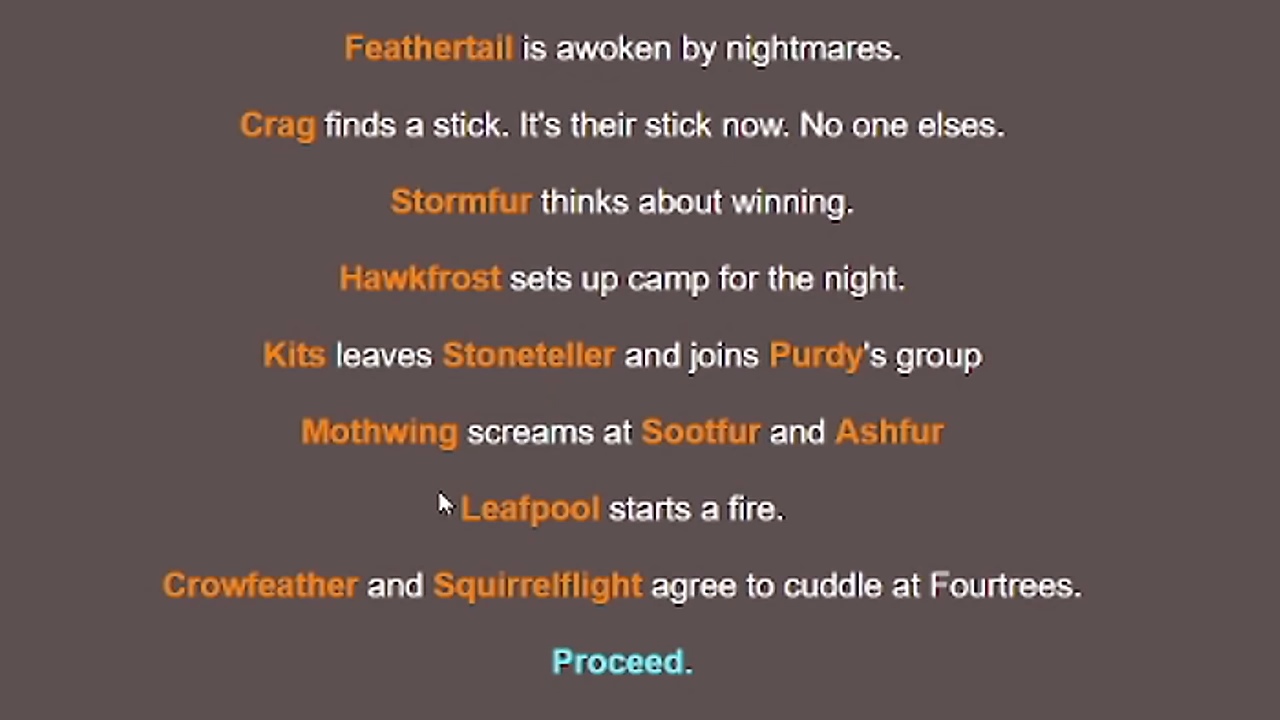 Feathertail is awoken by nightmares.
Crag finds a stick. It's their stick now. No one elses.
Stormfur thinks about winning.
Hawkfrost sets up camp for the night.
Kits leaves Stoneteller and joins Purdy's group
Mothwing screams at Sootfur and Ashfur
Leafpool starts a fire.
Crowfeather and Squirrelflight agree to cuddle at Fourtrees.
Proceed.